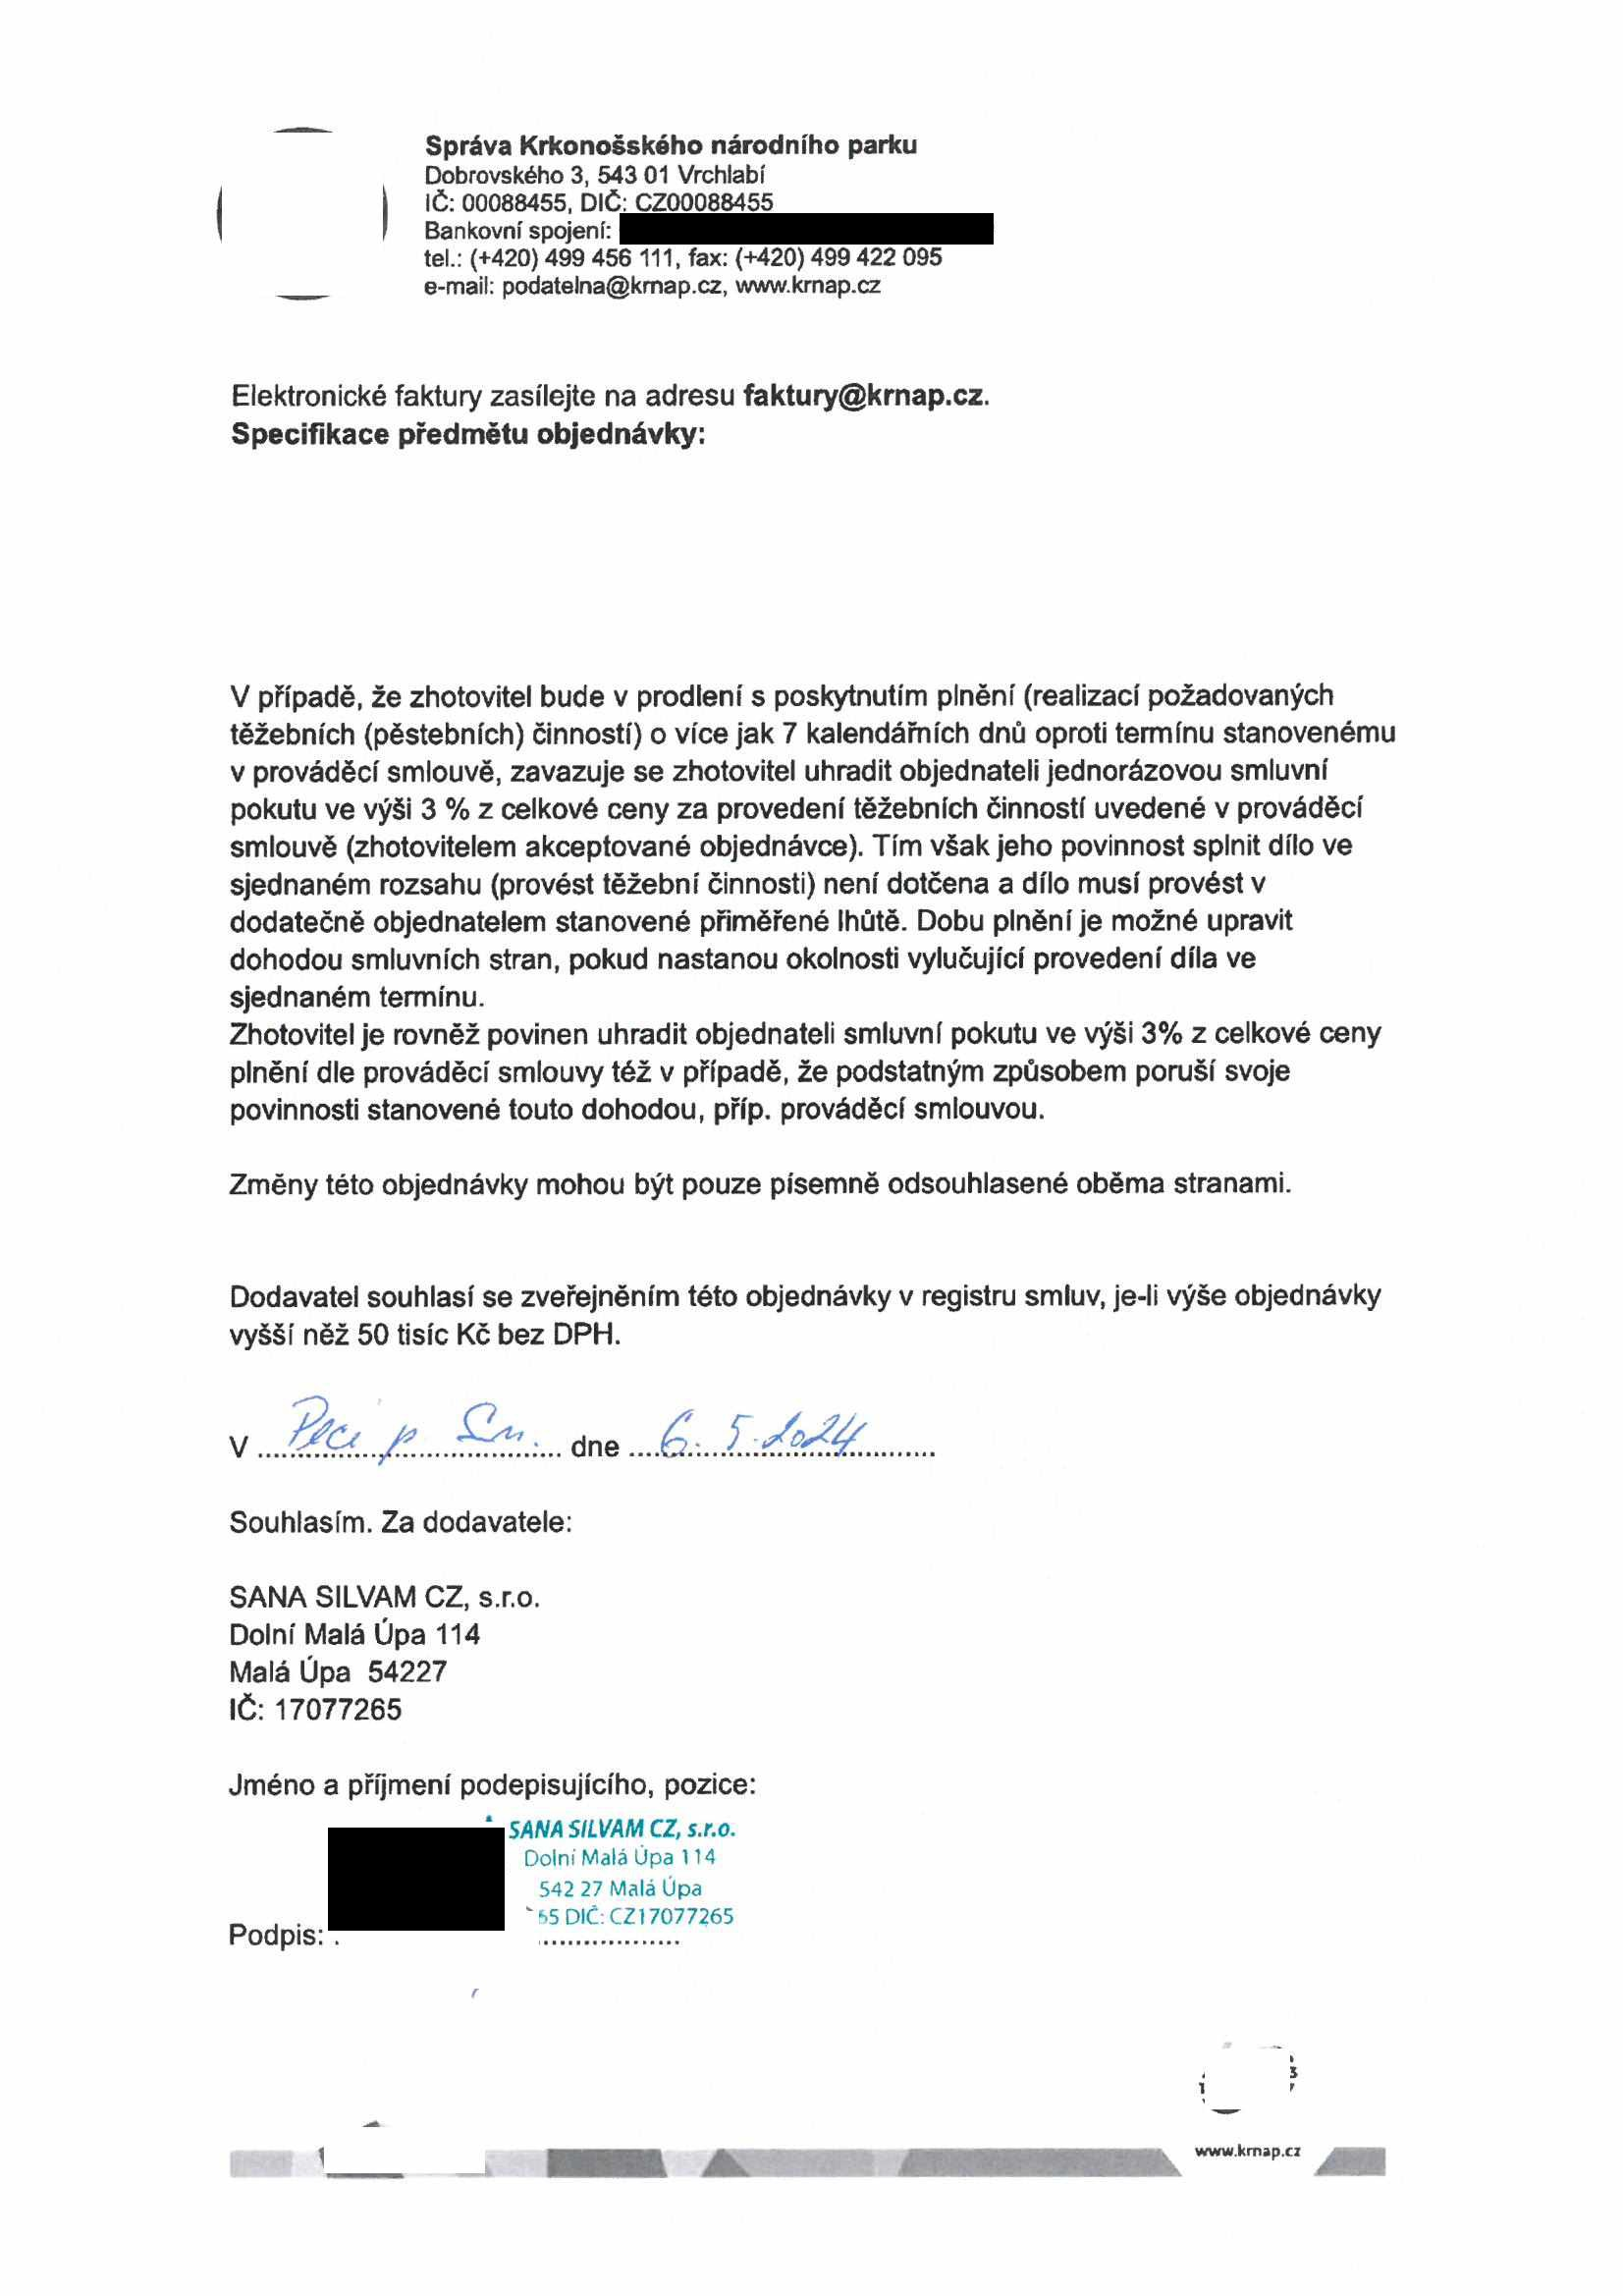 Správa Krkonošského národního parku
Dobrovského 3, 543 01 Vrchlabí
IČ: 00088455, DIČ: CZ00088455
Bankovní spojení:
tel.: (+420) 499 456 111, fax: (+420) 499 422 095
e-mail: podatelna@krnap.cz, www.krnap.cz
Elektronické faktury zasílejte na adresu faktury@krnap.cz.
Specifikace předmětu objednávky:
V případě, že zhotovitel bude v prodlení s poskytnutím plnění (realizací požadovaných
těžebních (pěstebních) činností) o více jak 7 kalendářních dnů oproti termínu stanovenému
v prováděcí smlouvě, zavazuje se zhotovitel uhradit objednateli jednorázovou smluvní
pokutu ve výši 3 % z celkové ceny za provedení těžebních činností uvedené v prováděcí
smlouvě (zhotovitelem akceptované objednávce). Tím však jeho povinnost splnit dílo ve
sjednaném rozsahu (provést těžební činnosti) není dotčena a dílo musí provést v
dodatečně objednatelem stanovené přiměřené lhůtě. Dobu plnění je možné upravit
dohodou smluvních stran, pokud nastanou okolnosti vylučující provedení díla ve
sjednaném termínu.
Zhotovitel je rovněž povinen uhradit objednateli smluvní pokutu ve výši 3% z celkové ceny
plnění dle prováděcí smlouvy též v případě, že podstatným způsobem poruší svoje
povinnosti stanovené touto dohodou, příp. prováděcí smlouvou.
Změny této objednávky mohou být pouze písemně odsouhlasené oběma stranami.
Dodavatel souhlasí se zveřejněním této objednávky v registru smluv, je-li výše objednávky
vyšší něž 50 tisíc Kč bez DPH.
V Peci p Sn. dne 6. 5. 2024
Souhlasím. Za dodavatele:
SANA SILVAM CZ, s.r.o.
Dolní Malá Úpa 114
Malá Úpa 54227
IČ: 17077265
Jméno a příjmení podepisujícího, pozice:
SANA SILVAM CZ, s.r.o.
Dolní Malá Úpa 114
542 27 Malá Úpa
65 DIČ: CZ17077265
Podpis:
www.krnap.cz